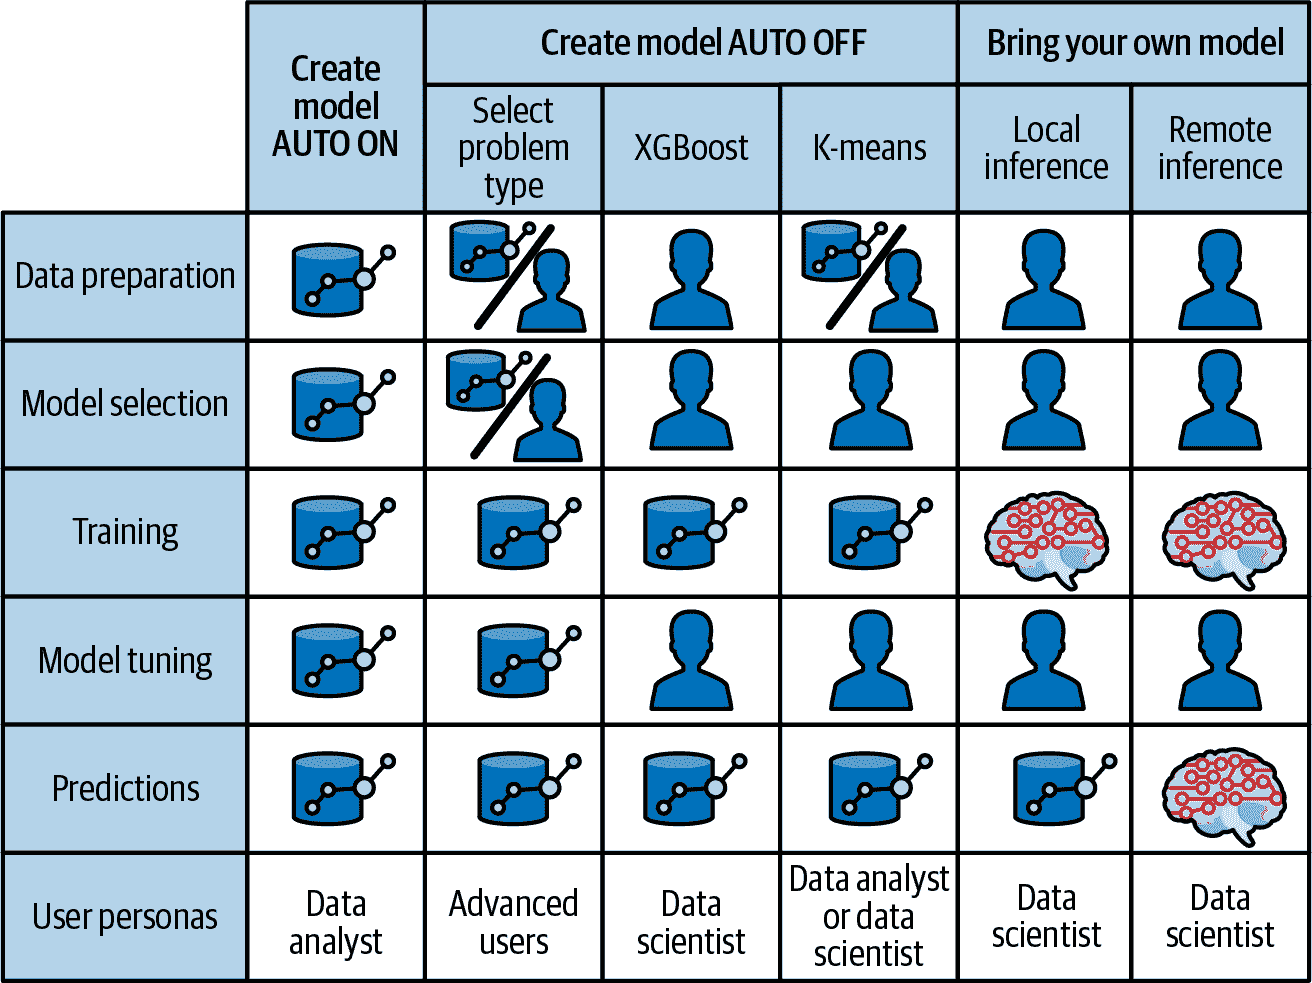 Create
model
AUTO ON
Create model AUTO OFF
Bring your own model
Select
problem
type
XGBoost
K-means
Local
inference
Remote
inference
Data preparation
Model selection
Training
Model tuning
Predictions
User personas
Data
analyst
Advanced
users
Data
scientist
Data analyst
or data
scientist
Data
scientist
Data
scientist